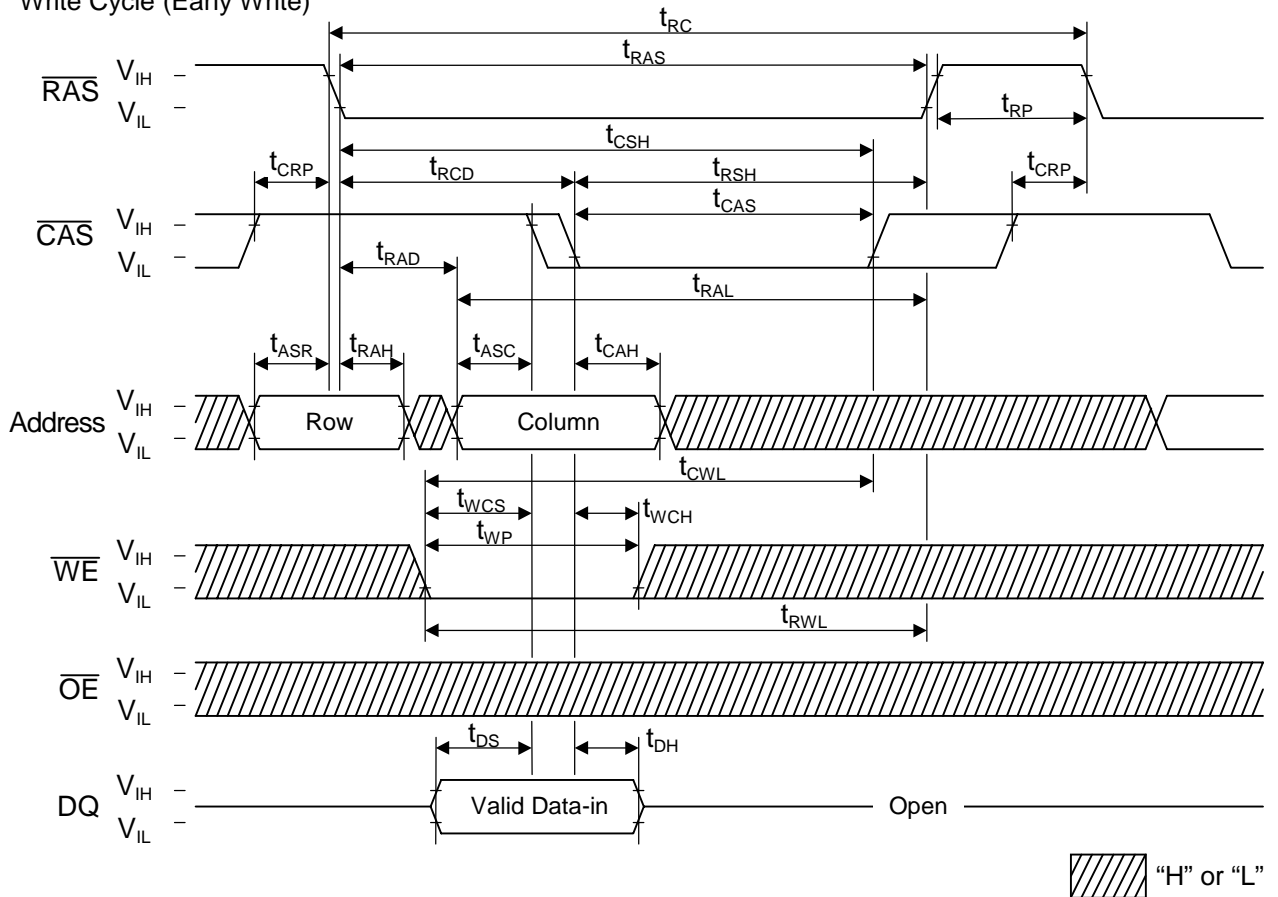 Write Cycle (Early Write)
tRC
tRAS
RAS VIH
VIL
tRP
tCSH
tCRP tRCD tRSH tCRP
tCAS
CAS VIH
VIL
tRAD
tRAL
tASR tRAH tASC tCAH
Address VIH
VIL
Row Column
tCWL
tWCS tWCH
tWP
WE VIH
VIL
tRWL
OE VIH
VIL
tDS tDH
DQ VIH
VIL
Valid Data-in Open
“H” or “L”